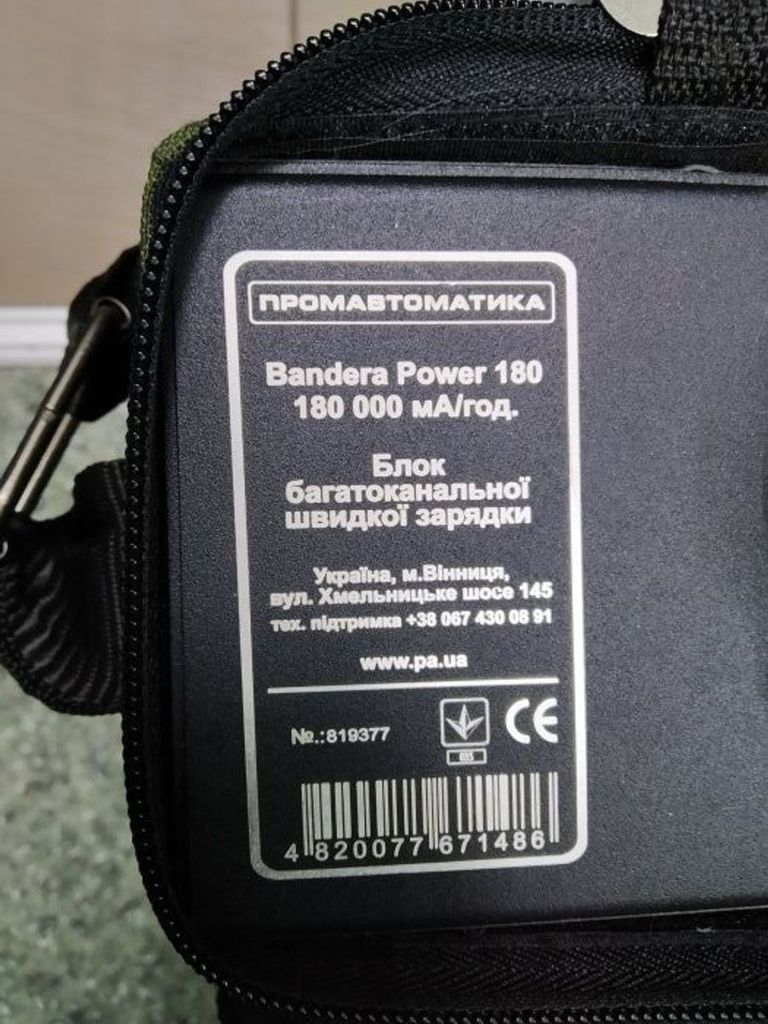 ПРОМАВТОМАТИКА
Bandera Power 180
180 000 мА/год.
Блок
багатоканальної
швидкої зарядки
Україна, м.Вінниця,
вул. Хмельницьке шосе 145
тех. підтримка +38 067 430 08 91
www.pa.ua
№.:819377
CE
4 820077 671486